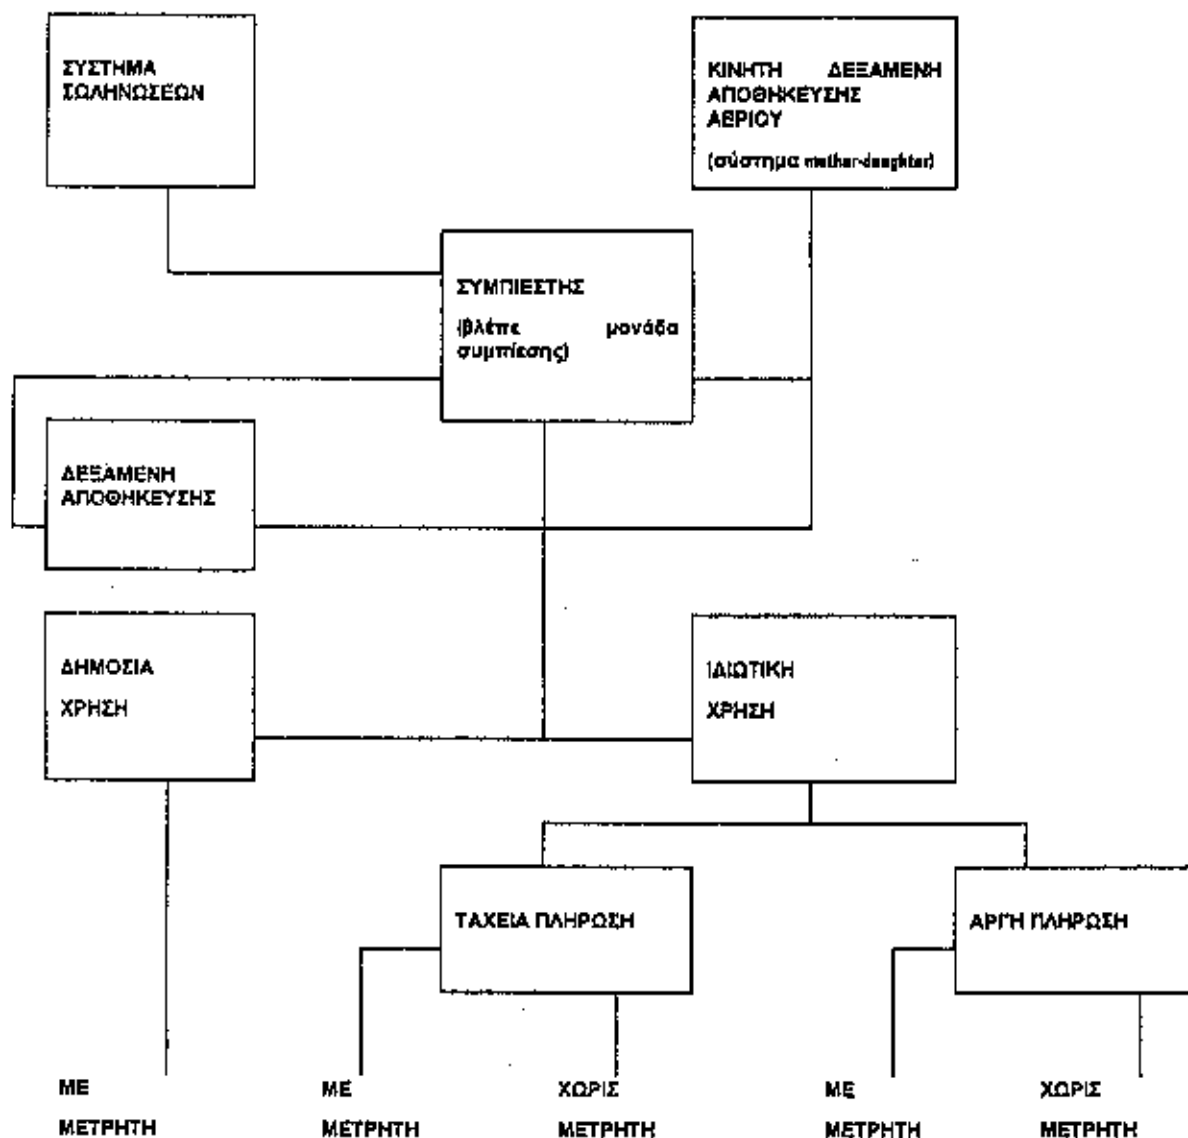 ΣΥΣΤΗΜΑ
ΣΩΛΗΝΩΣΕΩΝ
ΚΙΝΗΤΗ ΔΕΞΑΜΕΝΗ
ΑΠΟΘΗΚΕΥΣΗΣ
ΑΕΡΙΟΥ
(σύστημα mother-daughter)
ΣΥΜΠΙΕΣΤΗΣ
(βλέπε μονάδα
συμπίεσης)
ΔΕΞΑΜΕΝΗ
ΑΠΟΘΗΚΕΥΣΗΣ
ΔΗΜΟΣΙΑ
ΧΡΗΣΗ
ΙΔΙΩΤΙΚΗ
ΧΡΗΣΗ
ΤΑΧΕΙΑ ΠΛΗΡΩΣΗ
ΑΡΓΗ ΠΛΗΡΩΣΗ
ΜΕ
ΜΕΤΡΗΤΗ
ΜΕ
ΜΕΤΡΗΤΗ
ΧΩΡΙΣ
ΜΕΤΡΗΤΗ
ΜΕ
ΜΕΤΡΗΤΗ
ΧΩΡΙΣ
ΜΕΤΡΗΤΗ